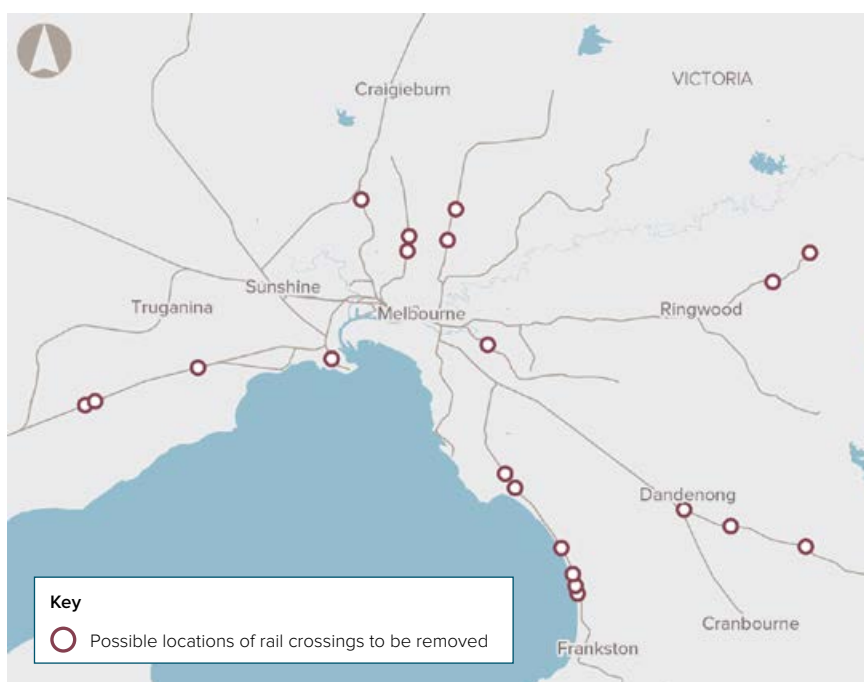 Craigieburn
VICTORIA
Sunshine
Truganina
Melbourne
Ringwood
Dandenong
Cranbourne
Frankston
Key
Possible locations of rail crossings to be removed